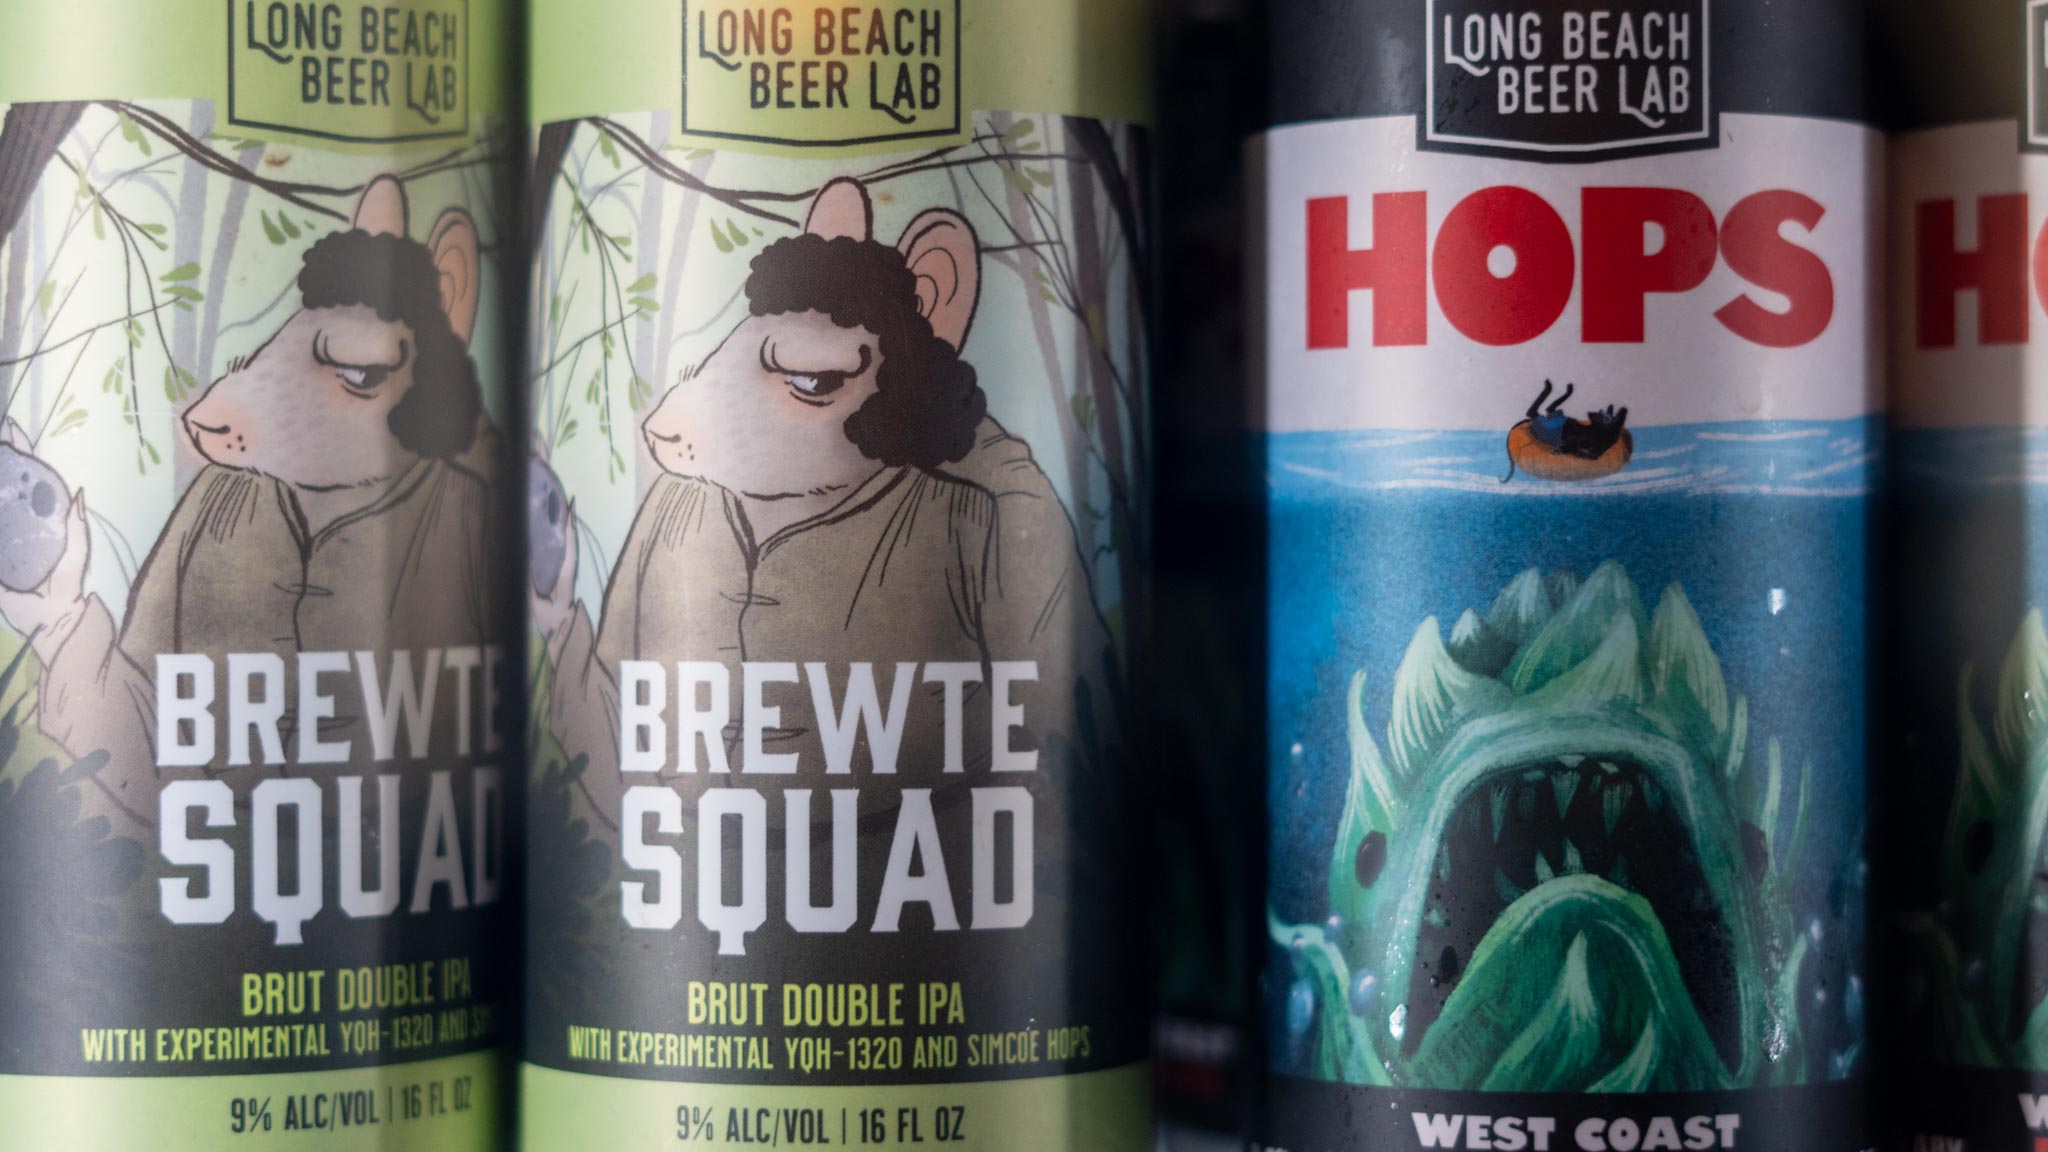 LONG BEACH
BEER LAB
BREWTE
SQUAD
BRUT DOUBLE IPA
WITH EXPERIMENTAL YQH-1320 AND
9% ALC/VOL | 16 FL OZ
LONG BEACH
BEER LAB
BREWTE
SQUAD
BRUT DOUBLE IPA
WITH EXPERIMENTAL YQH-1320 AND SIMCOE HOPS
9% ALC/VOL | 16 FL OZ
LONG BEACH
BEER LAB
HOPS
WEST COAST